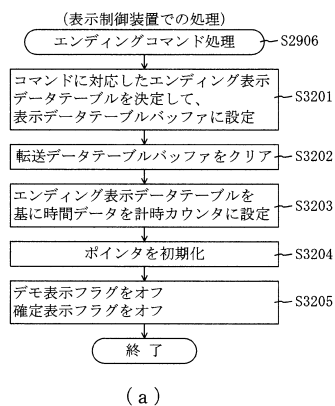 (表示制御装置での処理)
エンディングコマンド処理
S2906
コマンドに対応したエンディング表示
データテーブルを決定して、
表示データテーブルバッファに設定
S3201
転送データテーブルバッファをクリア
S3202
エンディング表示データテーブルを
基に時間データを計時カウンタに設定
S3203
ポインタを初期化
S3204
デモ表示フラグをオフ
確定表示フラグをオフ
S3205
終了
(a)